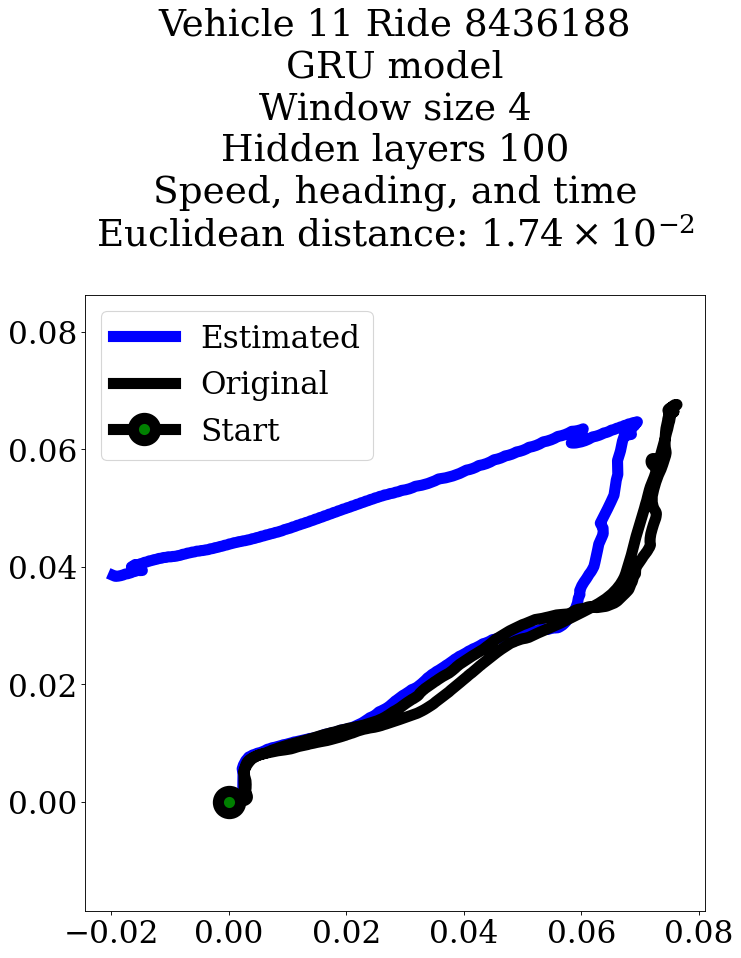 Vehicle 11 Ride 8436188
GRU model
Window size 4
Hidden layers 100
Speed, heading, and time
Euclidean distance: 1.74 × 10⁻²
Estimated
Original
Start
0.08
0.06
0.04
0.02
0.00
−0.02 0.00 0.02 0.04 0.06 0.08